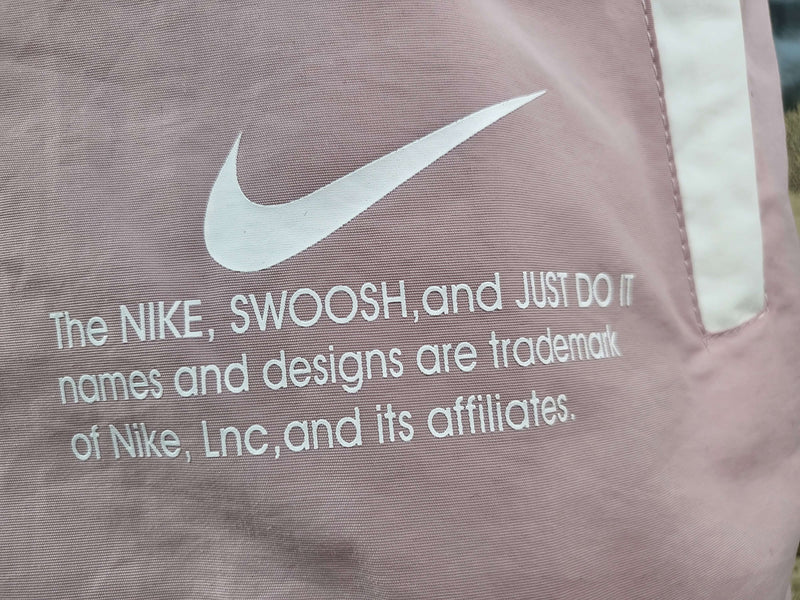 The NIKE, SWOOSH,and JUST DO IT
names and designs are trademark
of Nike, Lnc,and its affiliates.